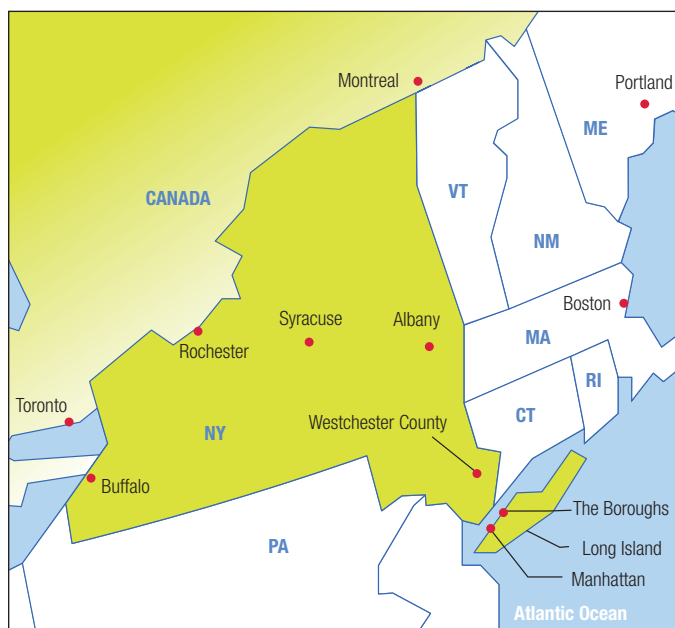 Montreal
Portland
ME
CANADA
VT
NM
Boston
Syracuse
Albany
Rochester
MA
RI
Toronto
CT
Westchester County
NY
Buffalo
The Boroughs
PA
Long Island
Manhattan
Atlantic Ocean